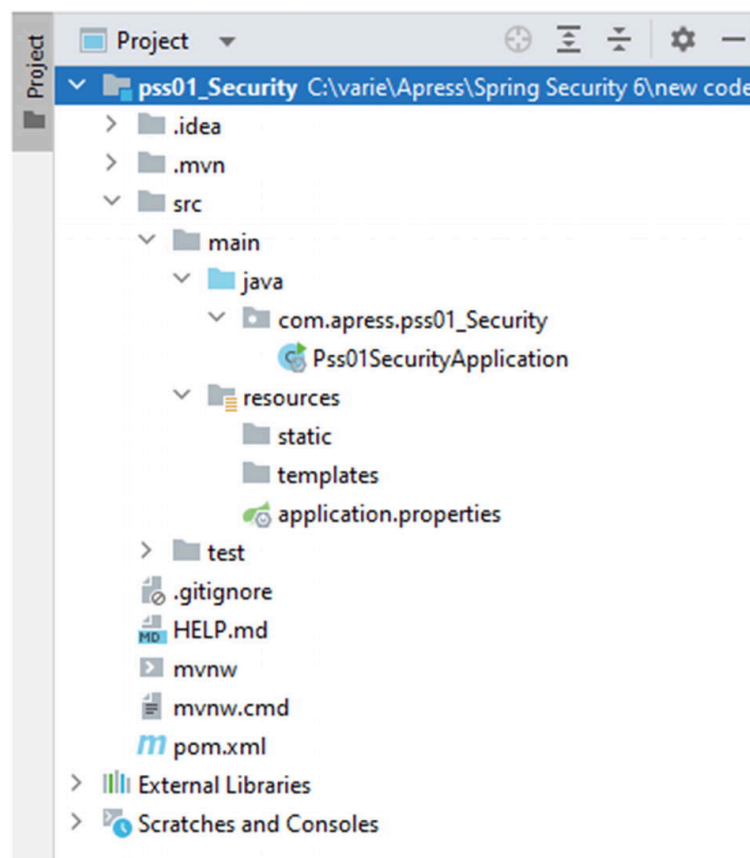 Project
Project
pss01_Security C:\varie\Apress\Spring Security 6\new code
.idea
.mvn
src
main
java
com.apress.pss01_Security
Pss01SecurityApplication
resources
static
templates
application.properties
test
.gitignore
MD HELP.md
mvnw
mvnw.cmd
m pom.xml
External Libraries
Scratches and Consoles